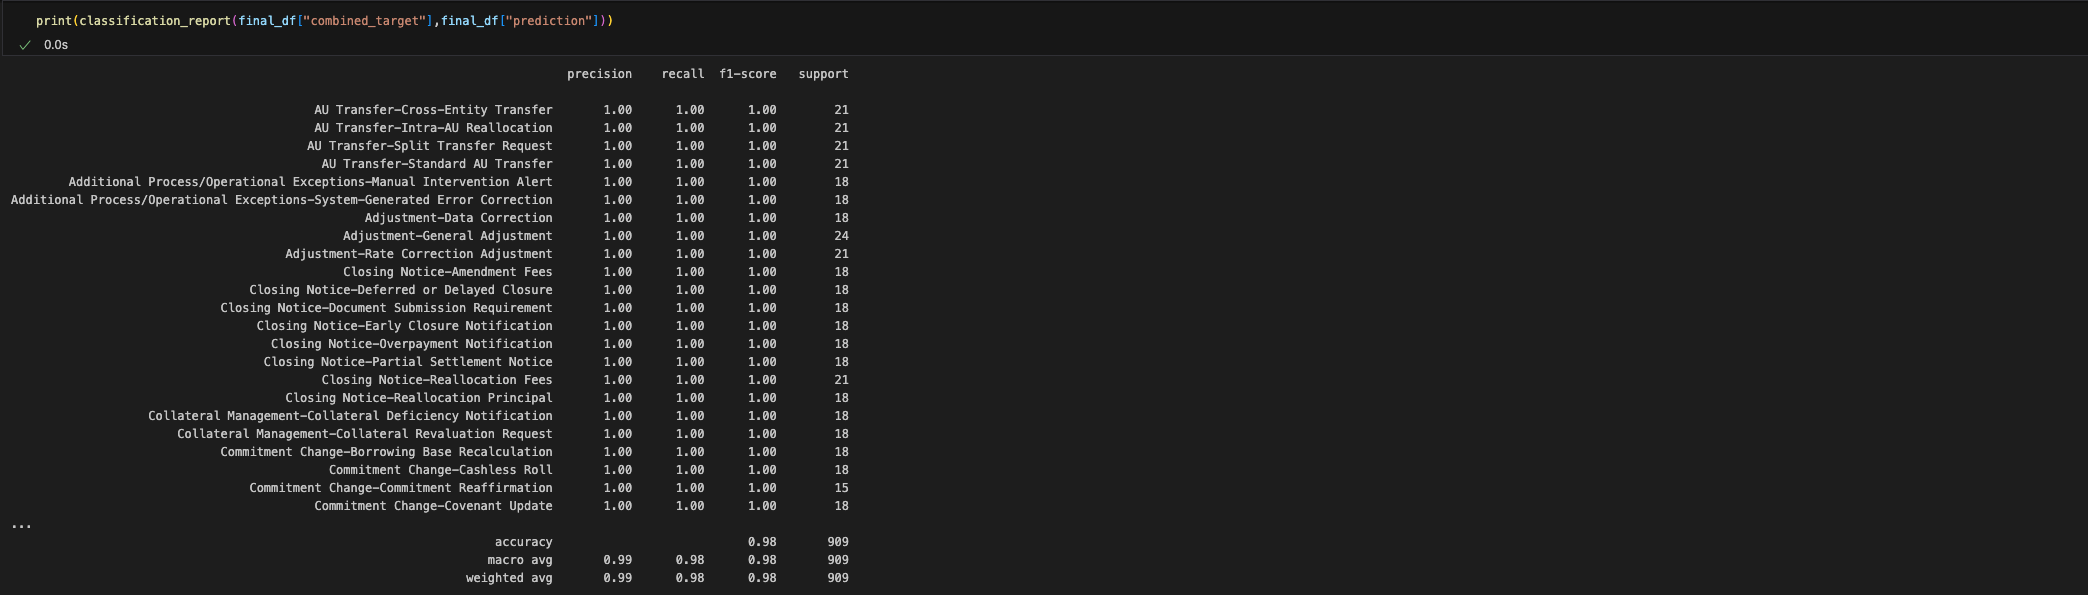 print(classification_report(final_df["combined_target"],final_df["prediction"]))
0.0s
precision recall f1-score support
AU Transfer-Cross-Entity Transfer 1.00 1.00 1.00 21
AU Transfer-Intra-AU Reallocation 1.00 1.00 1.00 21
AU Transfer-Split Transfer Request 1.00 1.00 1.00 21
AU Transfer-Standard AU Transfer 1.00 1.00 1.00 21
Additional Process/Operational Exceptions-Manual Intervention Alert 1.00 1.00 1.00 18
Additional Process/Operational Exceptions-System-Generated Error Correction 1.00 1.00 1.00 18
Adjustment-Data Correction 1.00 1.00 1.00 18
Adjustment-General Adjustment 1.00 1.00 1.00 24
Adjustment-Rate Correction Adjustment 1.00 1.00 1.00 21
Closing Notice-Amendment Fees 1.00 1.00 1.00 18
Closing Notice-Deferred or Delayed Closure 1.00 1.00 1.00 18
Closing Notice-Document Submission Requirement 1.00 1.00 1.00 18
Closing Notice-Early Closure Notification 1.00 1.00 1.00 18
Closing Notice-Overpayment Notification 1.00 1.00 1.00 18
Closing Notice-Partial Settlement Notice 1.00 1.00 1.00 18
Closing Notice-Reallocation Fees 1.00 1.00 1.00 21
Closing Notice-Reallocation Principal 1.00 1.00 1.00 18
Collateral Management-Collateral Deficiency Notification 1.00 1.00 1.00 18
Collateral Management-Collateral Revaluation Request 1.00 1.00 1.00 18
Commitment Change-Borrowing Base Recalculation 1.00 1.00 1.00 18
Commitment Change-Cashless Roll 1.00 1.00 1.00 18
Commitment Change-Commitment Reaffirmation 1.00 1.00 1.00 15
Commitment Change-Covenant Update 1.00 1.00 1.00 18
...
accuracy 0.98 909
macro avg 0.99 0.98 0.98 909
weighted avg 0.99 0.98 0.98 909